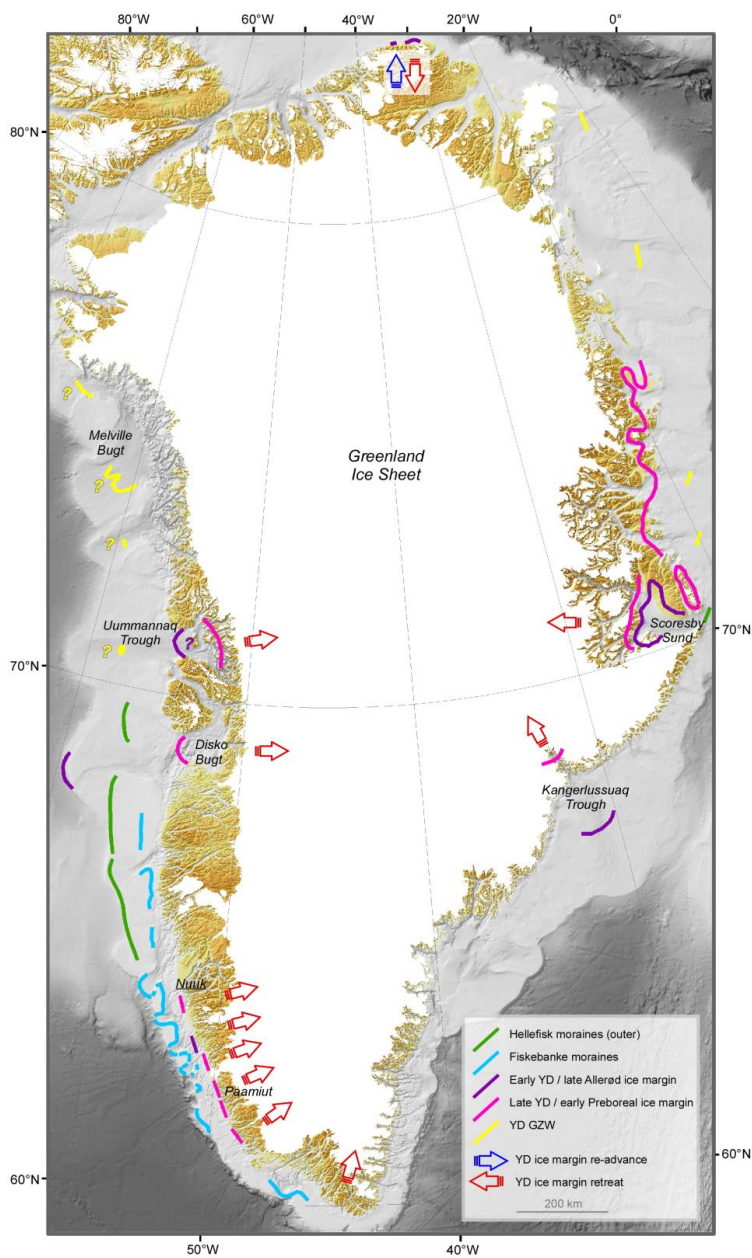 80°W
60°W
40°W
20°W
0°
80°N
Greenland
Ice Sheet
?
Melville
Bugt
?
?
Uummannaq
Trough
?
?
Scoresby
Sund
70°N
70°N
Disko
Bugt
Kangerlussuaq
Trough
Nuuk
Paamiut
Hellefisk moraines (outer)
Fiskebanke moraines
Early YD / late Allerød ice margin
Late YD / early Preboreal ice margin
YD GZW
YD ice margin re-advance
YD ice margin retreat
200 km
60°N
60°N
50°W
40°W